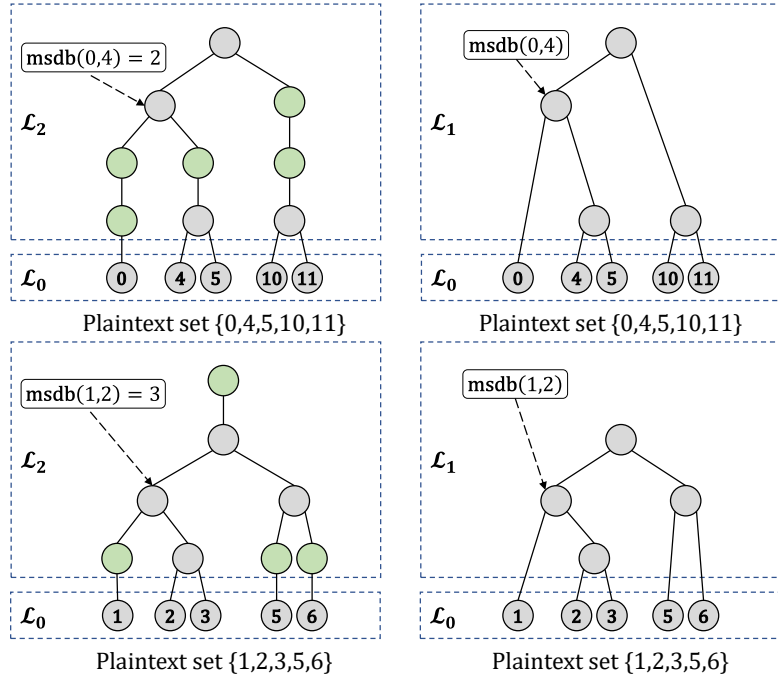 msdb(0,4) = 2
𝓛₂
𝓛₀
0 4 5 10 11
Plaintext set {0,4,5,10,11}
msdb(0,4)
𝓛₁
𝓛₀
0 4 5 10 11
Plaintext set {0,4,5,10,11}
msdb(1,2) = 3
𝓛₂
𝓛₀
1 2 3 5 6
Plaintext set {1,2,3,5,6}
msdb(1,2)
𝓛₁
𝓛₀
1 2 3 5 6
Plaintext set {1,2,3,5,6}